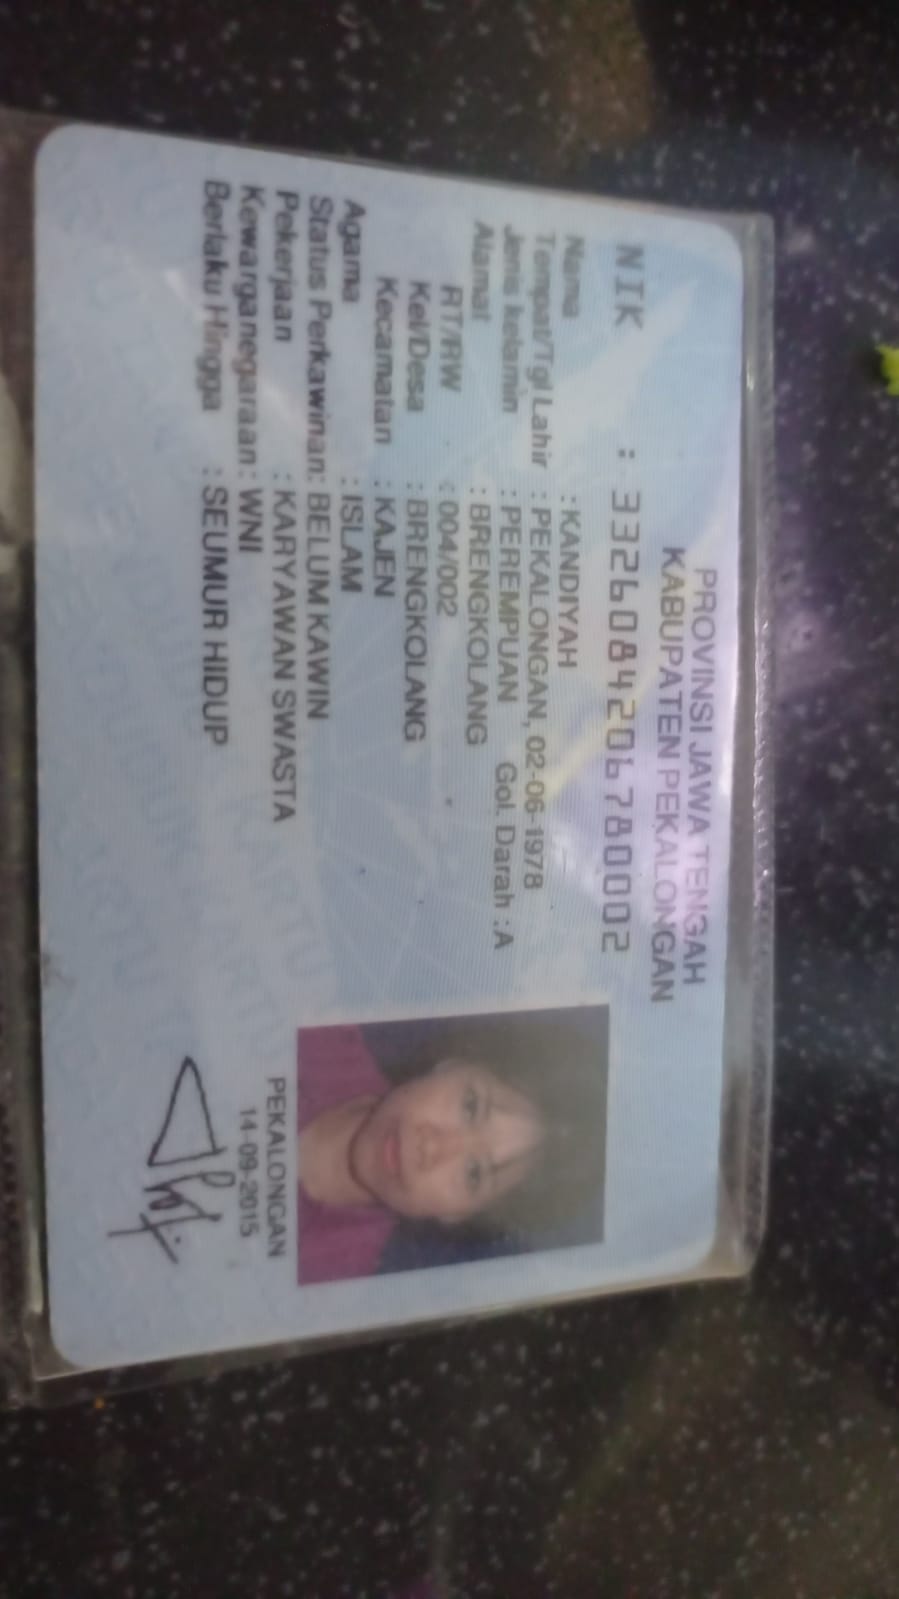 PROVINSI JAWA TENGAH
KABUPATEN PEKALONGAN
NIK : 3326084206780002
Nama : KANDIYAH
Tempat/Tgl Lahir : PEKALONGAN, 02-06-1978
Jenis kelamin : PEREMPUAN Gol. Darah : A
Alamat : BRENGKOLANG
RT/RW : 004/002
Kel/Desa : BRENGKOLANG
Kecamatan : KAJEN
Agama : ISLAM
Status Perkawinan: BELUM KAWIN
Pekerjaan : KARYAWAN SWASTA
Kewarganegaraan: WNI
Berlaku Hingga : SEUMUR HIDUP
PEKALONGAN
14-09-2015